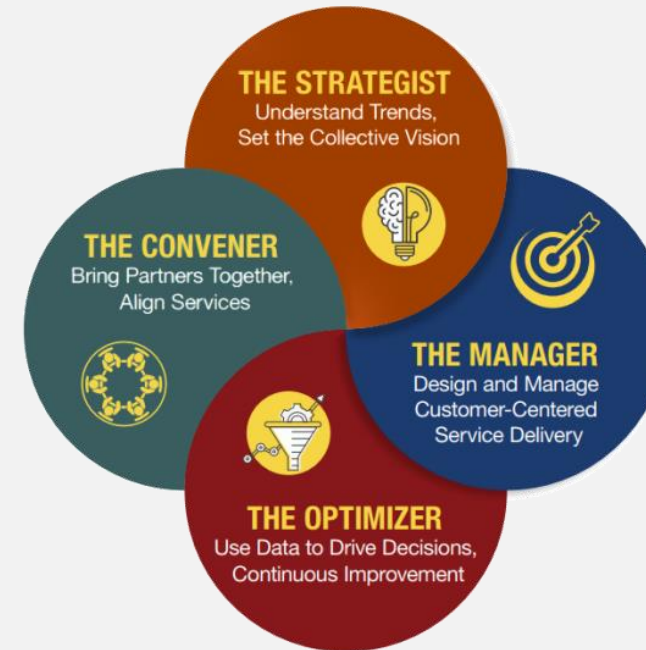 THE STRATEGIST
Understand Trends,
Set the Collective Vision
THE CONVENER
Bring Partners Together,
Align Services
THE MANAGER
Design and Manage
Customer-Centered
Service Delivery
THE OPTIMIZER
Use Data to Drive Decisions,
Continuous Improvement